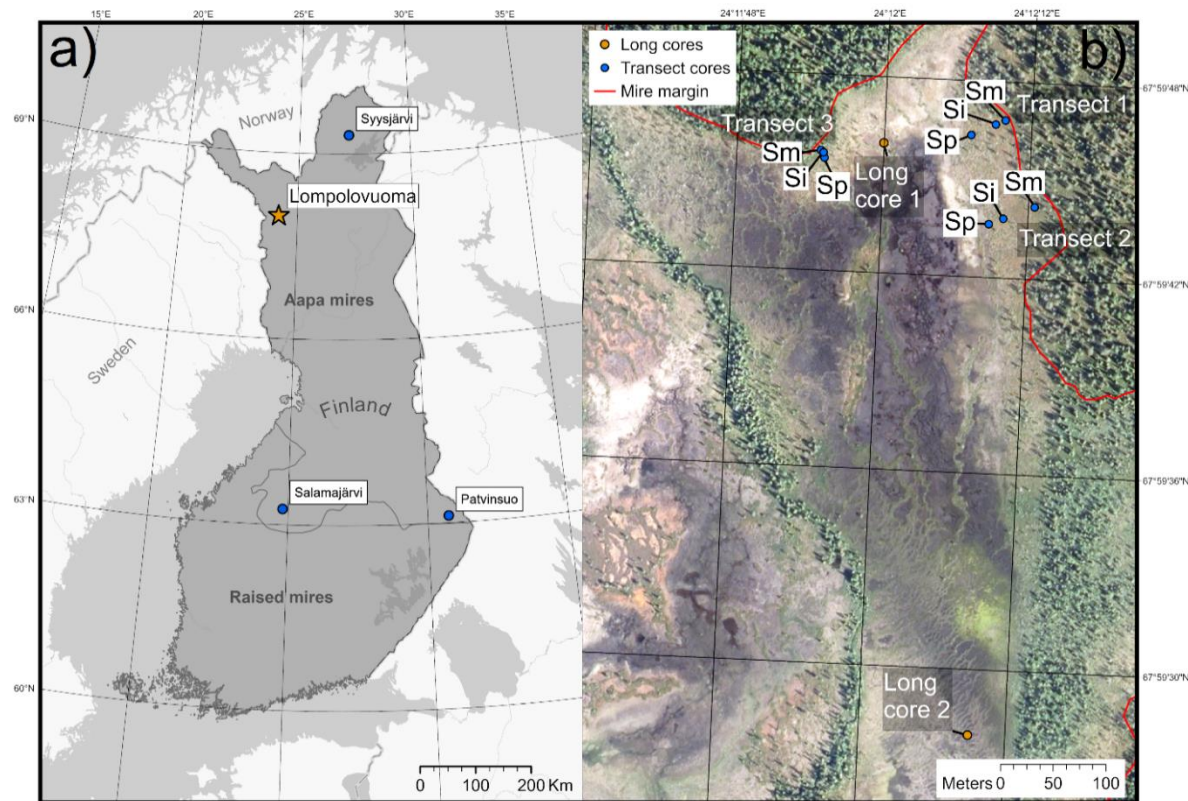 20°E 25°E 30°E 35°E
a)
69°N
Norway
Syysjärvi
Lompolovuoma
66°N
Aapa mires
Sweden
Finland
63°N
Salamajärvi
Patvinsuo
Raised mires
60°N
0 100 200 Km
24°11'48"E 24°12'E 24°12'12"E
b)
Long cores
Transect cores
Mire margin
67°59'48"N
Sm
Si
Transect 1
Sp
Transect 3
Sm
Si
Sp
Long
core 1
Sm
Si
Sp
Transect 2
67°59'42"N
67°59'36"N
67°59'30"N
Long
core 2
Meters 0 50 100